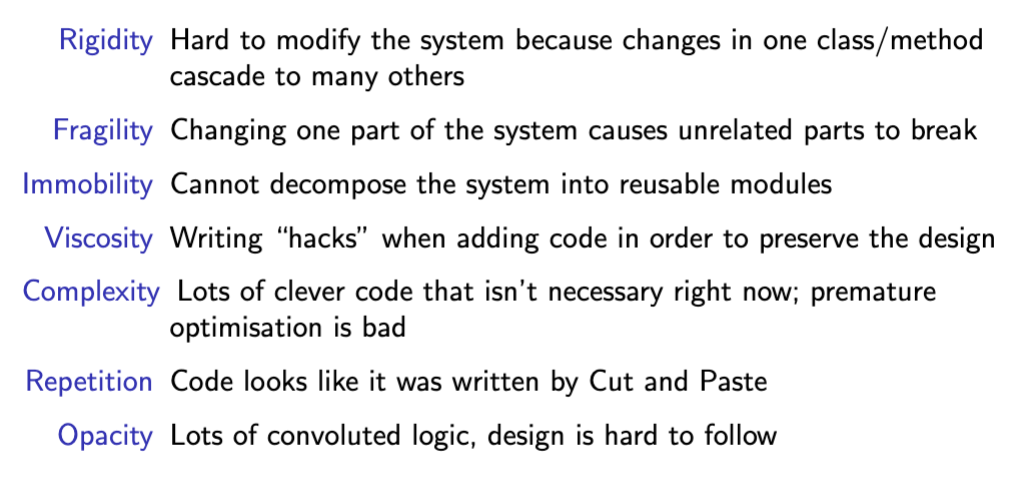 Rigidity Hard to modify the system because changes in one class/method
cascade to many others
Fragility Changing one part of the system causes unrelated parts to break
Immobility Cannot decompose the system into reusable modules
Viscosity Writing “hacks” when adding code in order to preserve the design
Complexity Lots of clever code that isn't necessary right now; premature
optimisation is bad
Repetition Code looks like it was written by Cut and Paste
Opacity Lots of convoluted logic, design is hard to follow